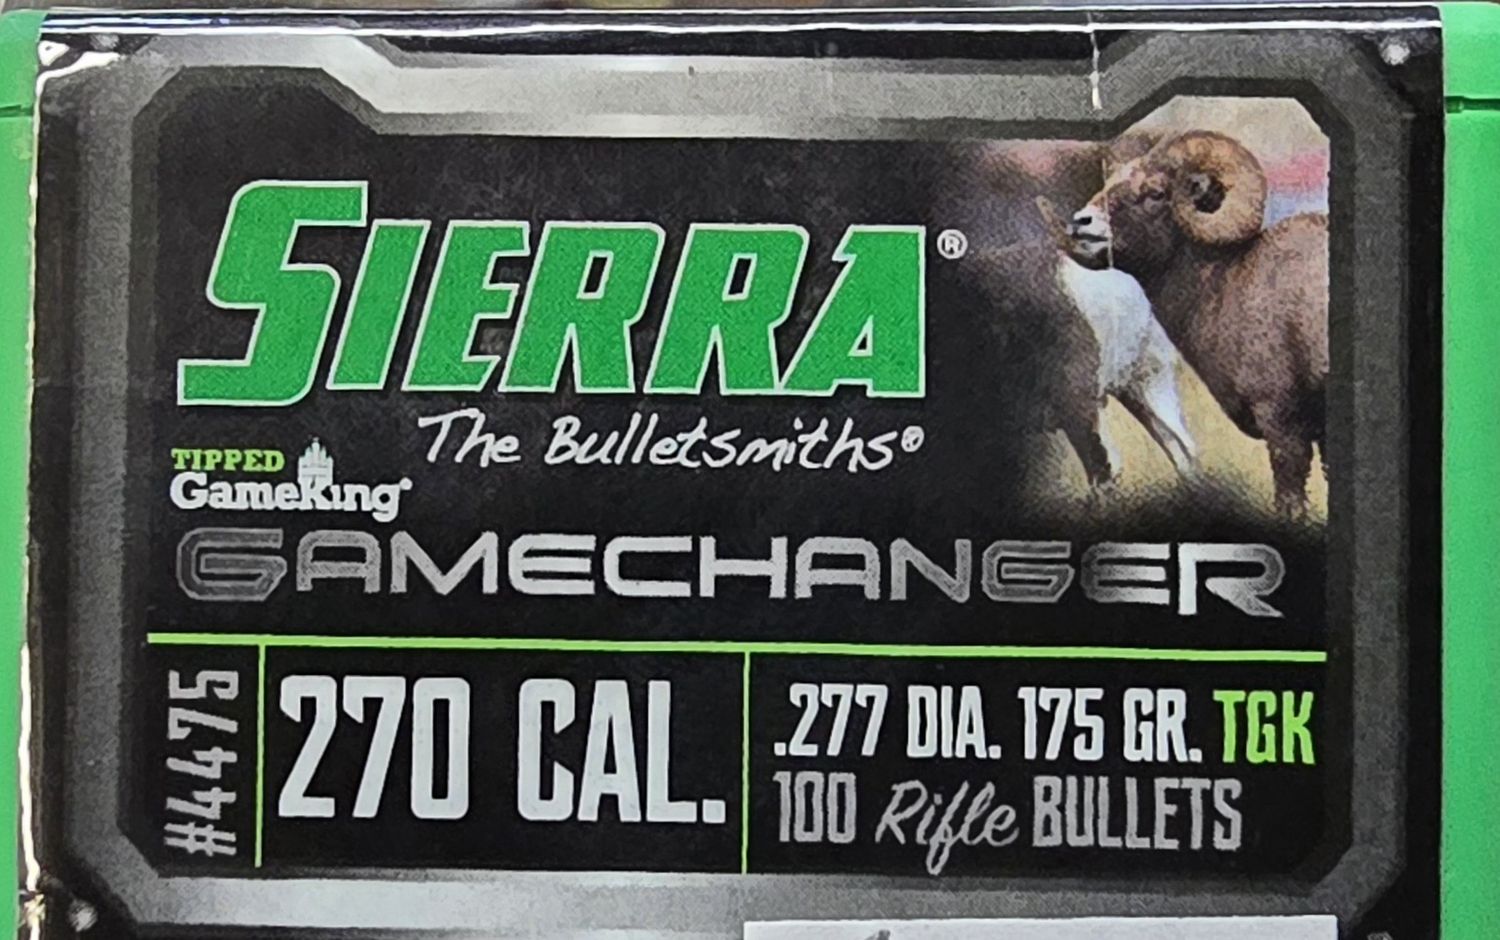 SIERRA®
The Bulletsmiths®
TIPPED
GameKing®
GAMECHANGER
#4475
270 CAL.
.277 DIA. 175 GR. TGK
100 Rifle BULLETS